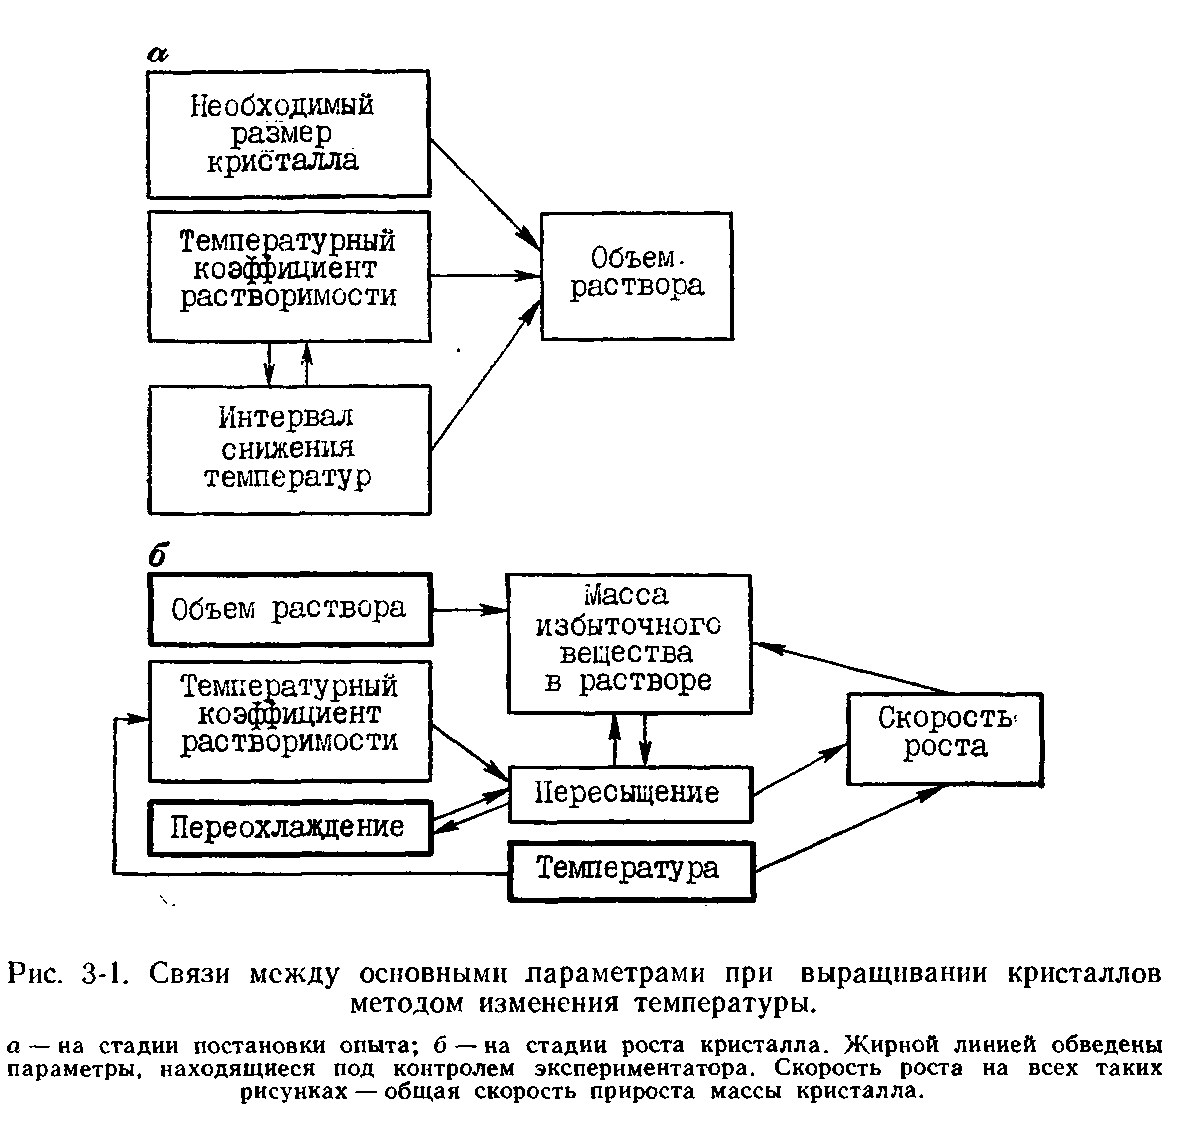 а
Необходимый
размер
кристалла
Температурный
коэффициент
растворимости
Объем
раствора
Интервал
снижения
температур
б
Объем раствора
Масса
избыточного
вещества
в растворе
Температурный
коэффициент
растворимости
Скорость
роста
Пересыщение
Переохлаждение
Температура
Рис. 3-1. Связи между основными параметрами при выращивании кристаллов
методом изменения температуры.
а — на стадии постановки опыта; б — на стадии роста кристалла. Жирной линией обведены
параметры, находящиеся под контролем экспериментатора. Скорость роста на всех таких
рисунках — общая скорость прироста массы кристалла.